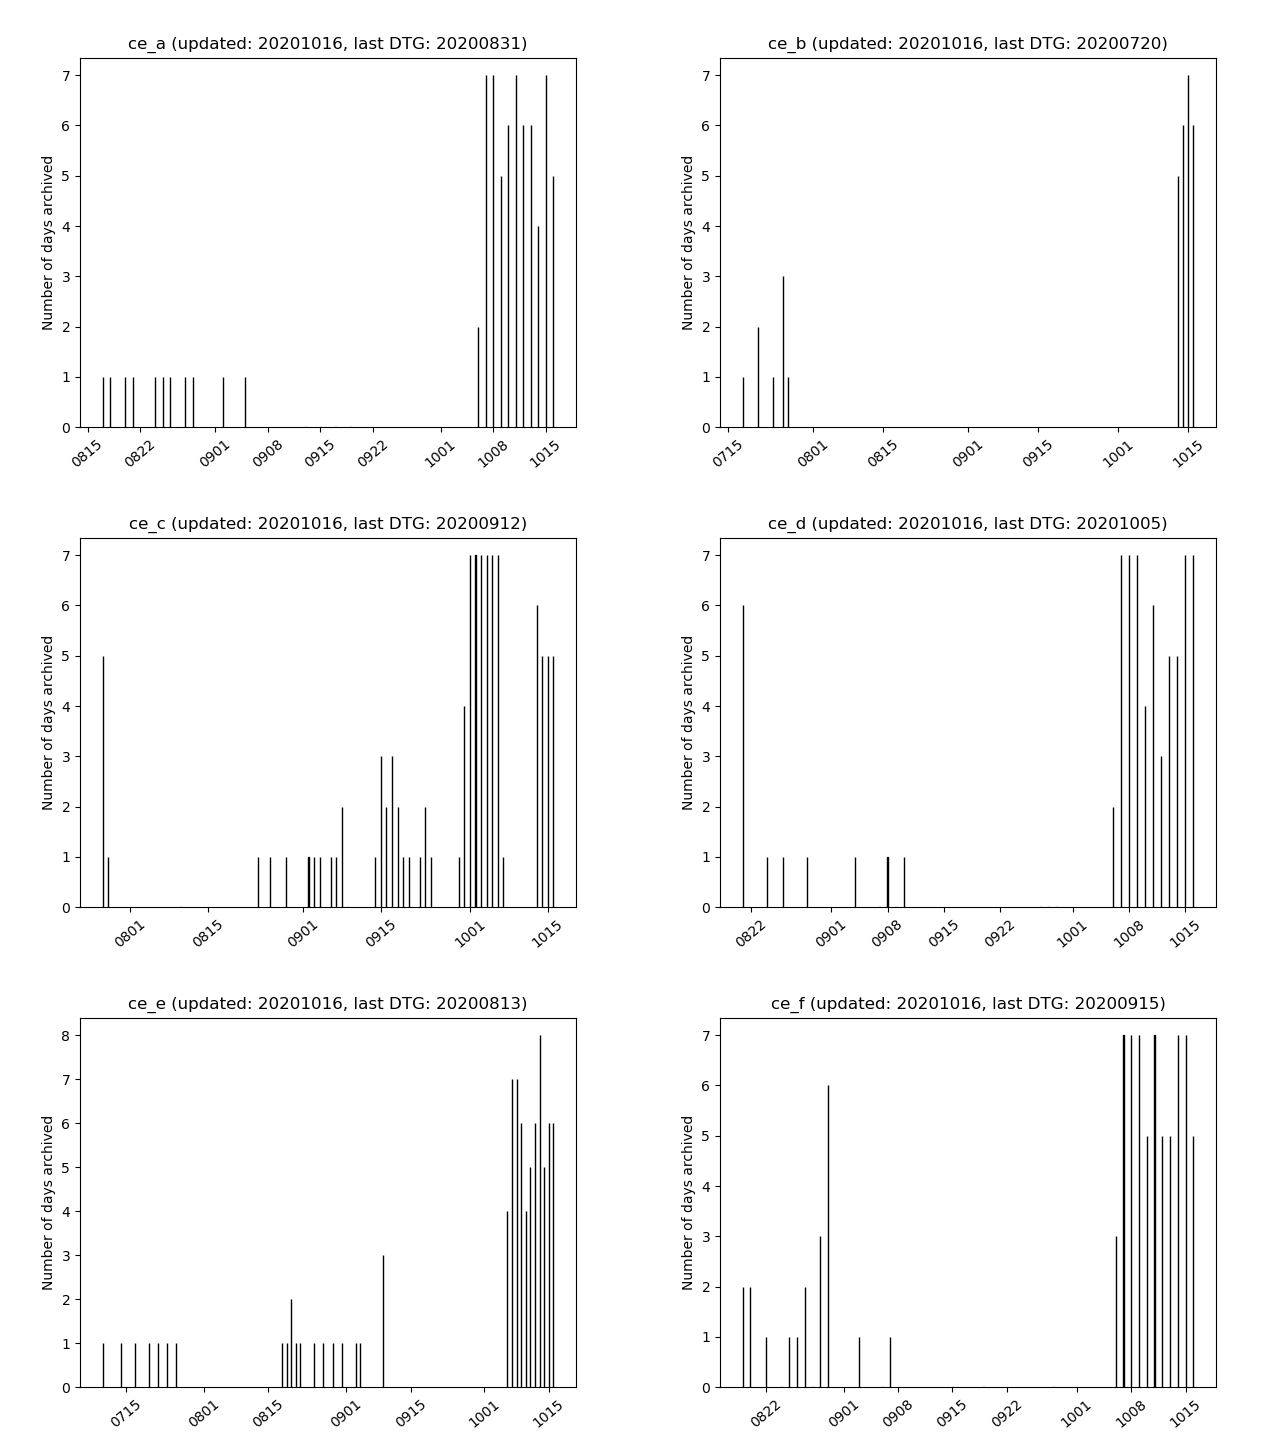 ce_a (updated: 20201016, last DTG: 20200831)
Number of days archived
7
6
5
4
3
2
1
0
0815 0822 0901 0908 0915 0922 1001 1008 1015
ce_b (updated: 20201016, last DTG: 20200720)
Number of days archived
7
6
5
4
3
2
1
0
0715 0801 0815 0901 0915 1001 1015
ce_c (updated: 20201016, last DTG: 20200912)
Number of days archived
7
6
5
4
3
2
1
0
0801 0815 0901 0915 1001 1015
ce_d (updated: 20201016, last DTG: 20201005)
Number of days archived
7
6
5
4
3
2
1
0
0822 0901 0908 0915 0922 1001 1008 1015
ce_e (updated: 20201016, last DTG: 20200813)
Number of days archived
8
7
6
5
4
3
2
1
0
0715 0801 0815 0901 0915 1001 1015
ce_f (updated: 20201016, last DTG: 20200915)
Number of days archived
7
6
5
4
3
2
1
0
0822 0901 0908 0915 0922 1001 1008 1015